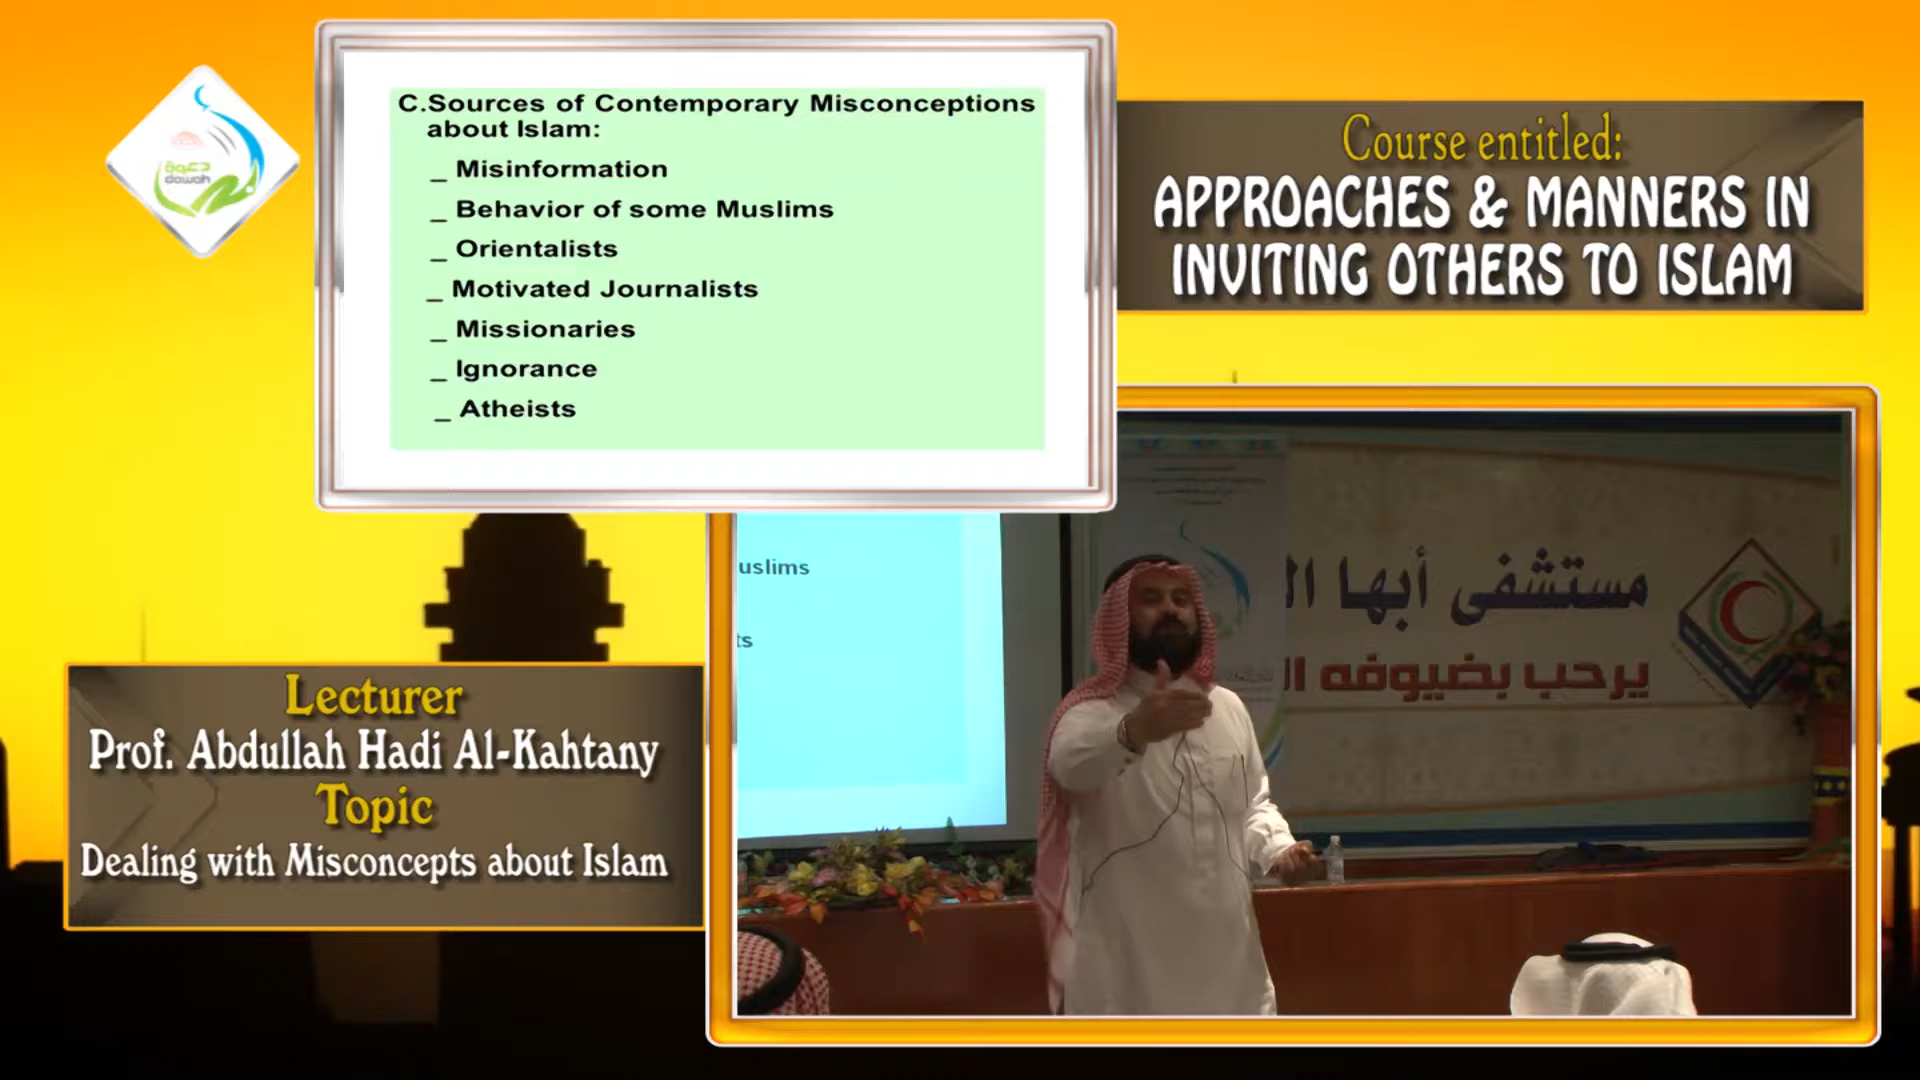 C.Sources of Contemporary Misconceptions
about Islam:
_ Misinformation
_ Behavior of some Muslims
_ Orientalists
_ Motivated Journalists
_ Missionaries
_ Ignorance
_ Atheists
Course entitled:
APPROACHES & MANNERS IN
INVITING OTHERS TO ISLAM
دعوة
dawah
uslims
ts
مستشفى أبها ال
يرحب بضيوفه ال
Lecturer
Prof. Abdullah Hadi Al-Kahtany
Topic
Dealing with Misconcepts about Islam